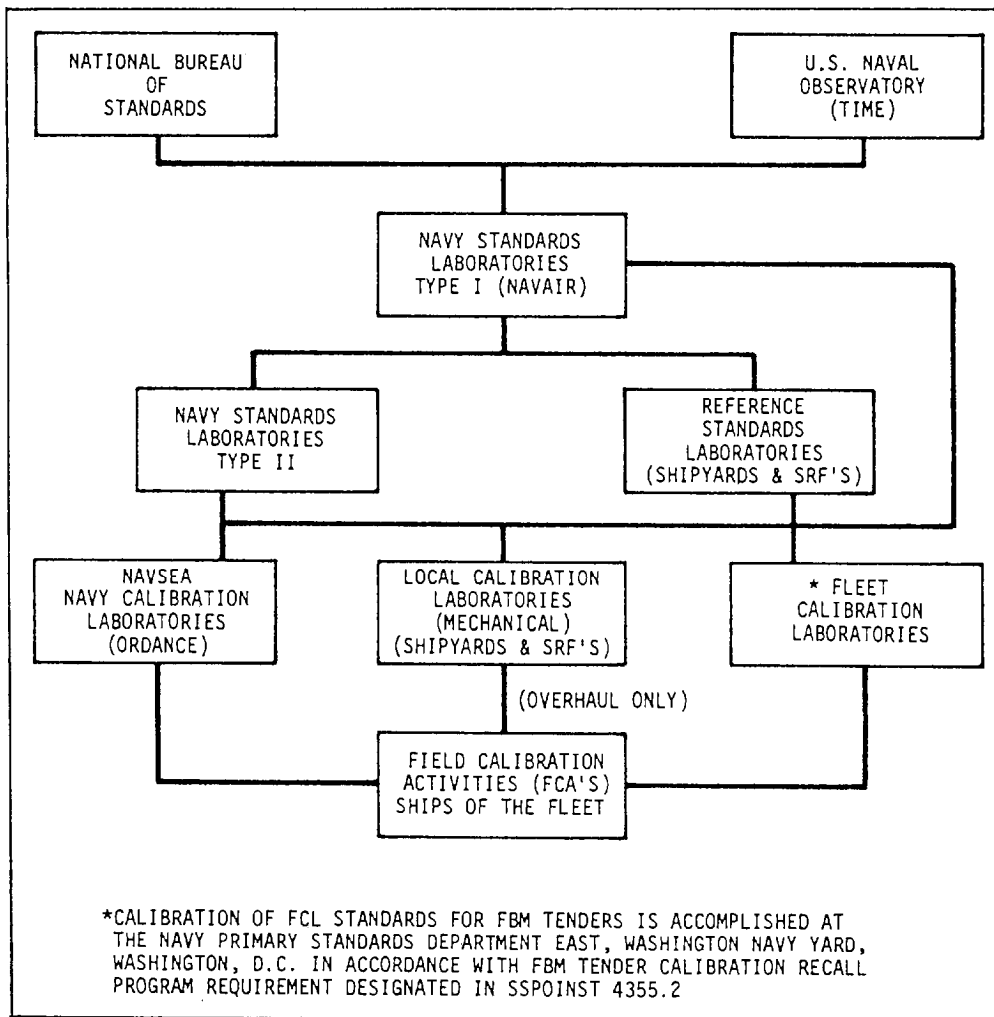 NATIONAL BUREAU
OF
STANDARDS
U.S. NAVAL
OBSERVATORY
(TIME)
NAVY STANDARDS
LABORATORIES
TYPE I (NAVAIR)
NAVY STANDARDS
LABORATORIES
TYPE II
REFERENCE
STANDARDS
LABORATORIES
(SHIPYARDS & SRF'S)
NAVSEA
NAVY CALIBRATION
LABORATORIES
(ORDANCE)
LOCAL CALIBRATION
LABORATORIES
(MECHANICAL)
(SHIPYARDS & SRF'S)
* FLEET
CALIBRATION
LABORATORIES
(OVERHAUL ONLY)
FIELD CALIBRATION
ACTIVITIES (FCA'S)
SHIPS OF THE FLEET
*CALIBRATION OF FCL STANDARDS FOR FBM TENDERS IS ACCOMPLISHED AT
THE NAVY PRIMARY STANDARDS DEPARTMENT EAST, WASHINGTON NAVY YARD,
WASHINGTON, D.C. IN ACCORDANCE WITH FBM TENDER CALIBRATION RECALL
PROGRAM REQUIREMENT DESIGNATED IN SSPOINST 4355.2